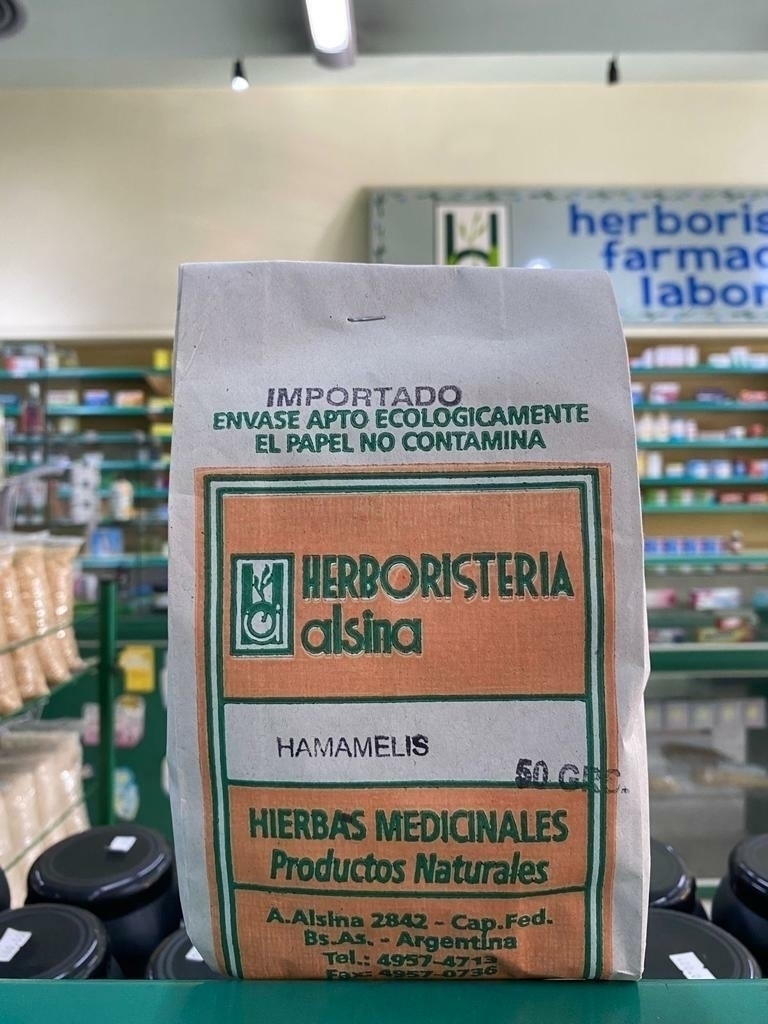 herboris
farmac
labor
IMPORTADO
ENVASE APTO ECOLOGICAMENTE
EL PAPEL NO CONTAMINA
HERBORISTERIA
alsina
HAMAMELIS
50 GRS.
HIERBAS MEDICINALES
Productos Naturales
A.Alsina 2842 - Cap.Fed.
Bs.As. - Argentina
Tel.: 4957-4713
Fax: 4957-0736